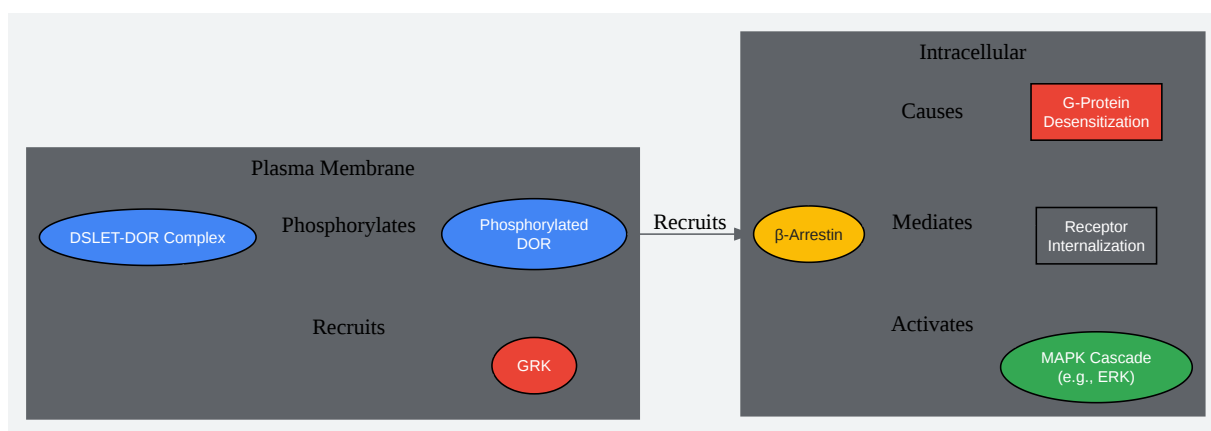 Plasma Membrane
DSLET-DOR Complex
Phosphorylates
Phosphorylated
DOR
Recruits
GRK
Recruits
Intracellular
β-Arrestin
Causes
G-Protein
Desensitization
Mediates
Receptor
Internalization
Activates
MAPK Cascade
(e.g., ERK)